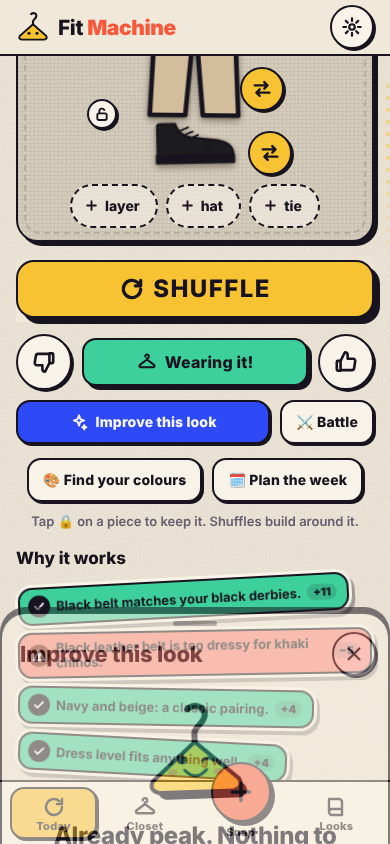 Fit Machine
+ layer
+ hat
+ tie
SHUFFLE
Wearing it!
Improve this look
Battle
Find your colours
Plan the week
Tap 🔒 on a piece to keep it. Shuffles build around it.
Why it works
Black belt matches your black derbies. +11
Black leather belt is too dressy for khaki
chinos.
Improve this look
Navy and beige: a classic pairing. +4
Dress level fits anything well. +4
Today
Closet
Snap
Looks
Already peak. Nothing to